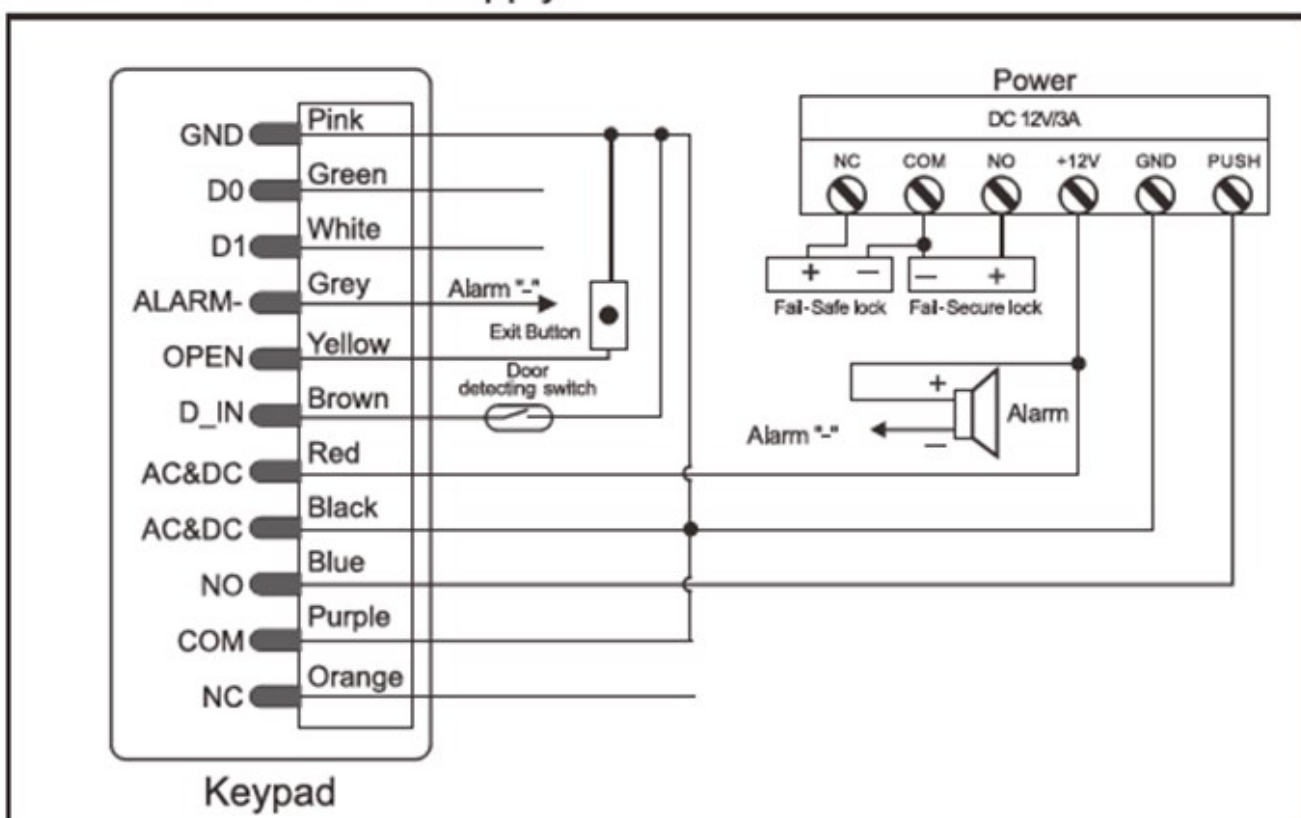 Power
DC 12V/3A
NC COM NO +12V GND PUSH
+ − − +
Fail-Safe lock Fail-Secure lock
GND Pink
D0 Green
D1 White
ALARM- Grey Alarm "-"
Exit Button
OPEN Yellow
Door
detecting switch
D_IN Brown
+
Alarm
Alarm "-"
−
AC&DC Red
AC&DC Black
NO Blue
COM Purple
NC Orange
Keypad